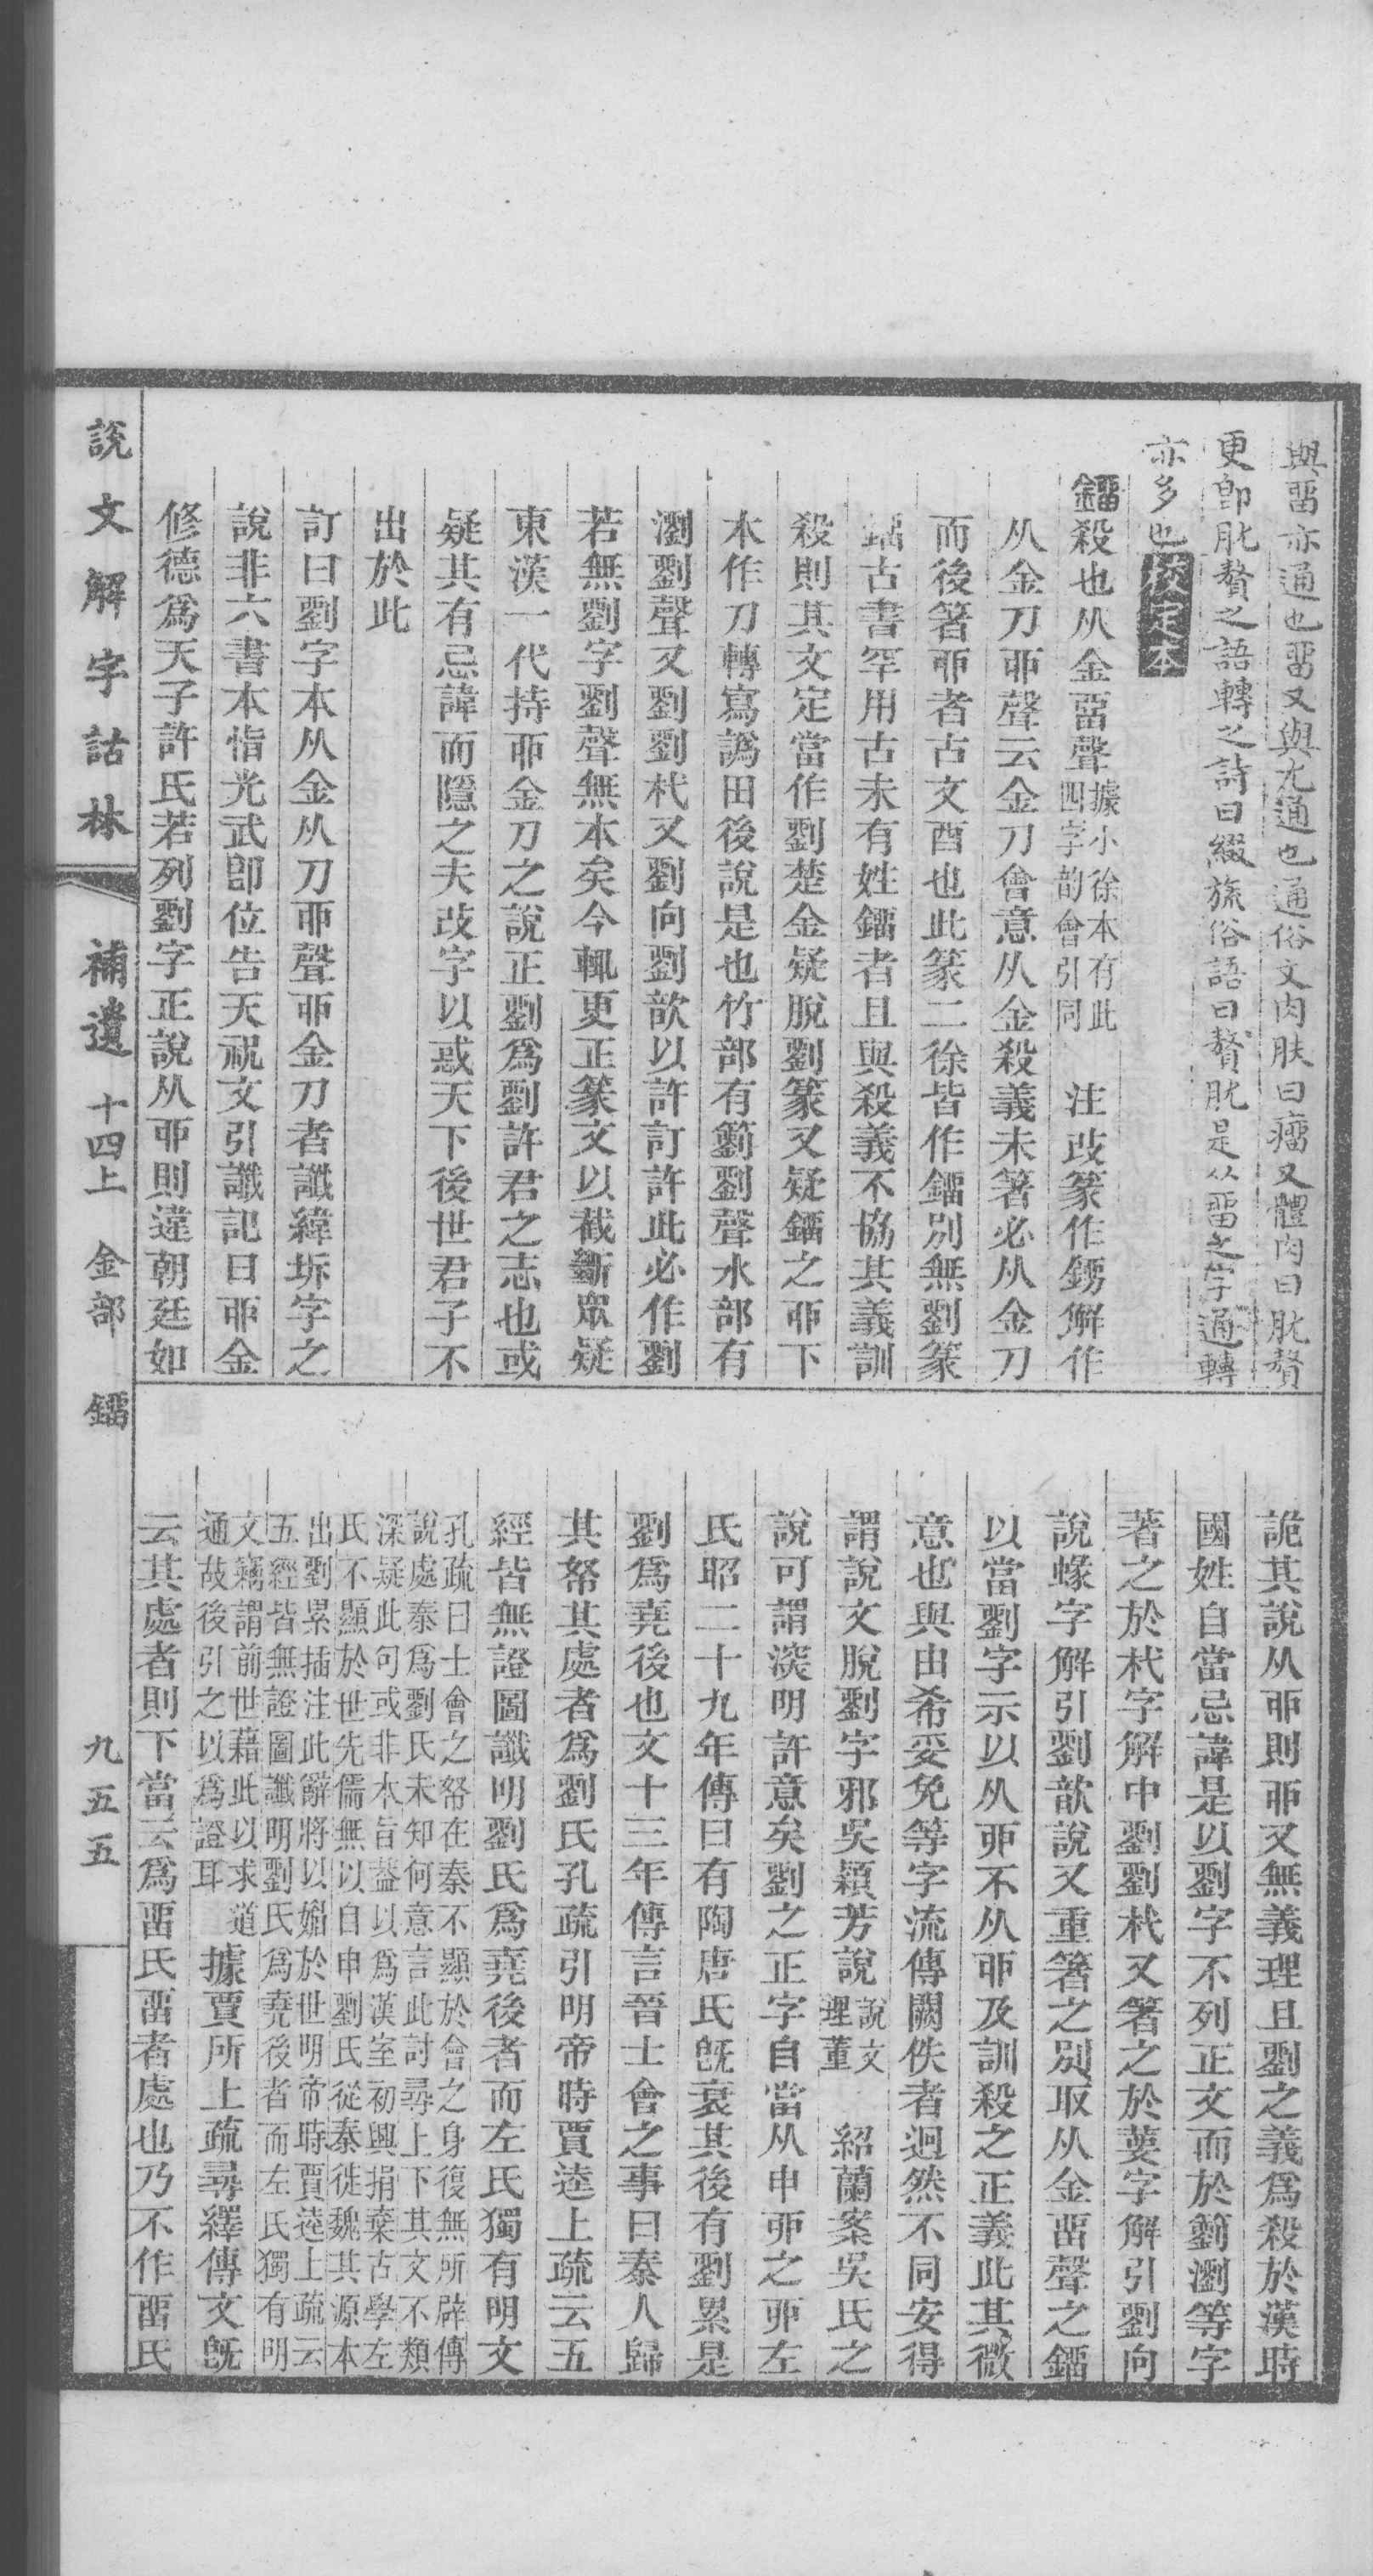 與畱亦通也畱又與尤通也通俗文肉肤曰瘤又體肉曰肬贅
更卽肬贅之語轉之詩曰綴旒俗語曰贅肬是从畱之字通轉
亦多也
段定本
鐂殺也从金畱聲據小徐本有此四字韵會引同 注改篆作鎦解作
从金刀丣聲云金刀會意从金殺義未箸必从金刀
而後箸丣者古文酉也此篆二徐皆作鐂別無劉篆
鐂古書罕用古未有姓鐂者且與殺義不協其義訓
殺則其文定當作劉楚金疑脫劉篆又疑鐂之丣下
本作刀轉寫譌田後說是也竹部有籀劉聲水部有
瀏劉聲又劉劉杙又劉向劉歆以許訂許此必作劉
若無劉字劉聲無本矣今輒更正篆文以截斷眾疑
東漢一代持丣金刀之說正劉爲劉許君之志也或
疑其有忌諱而隱之夫改字以惑天下後世君子不
出於此
訂曰劉字本从金从刀丣聲丣金刀者讖緯坼字之
說非六書本恉光武卽位告天祝文引讖記曰丣金
修德爲天子許氏若列劉字正說从丣則違朝廷如
詭其說从丣則丣又無義理且劉之義爲殺於漢時
國姓自當忌諱是以劉字不列正文而於籀瀏等字
著之於杙字解中劉劉杙又箸之於蔞字解引劉向
說蝝字解引劉歆說又重箸之別取从金畱聲之鐂
以當劉字示以从丣不从丣及訓殺之正義此其微
意也與由希妥免等字流傳闕佚者迥然不同安得
謂說文脫劉字邪吳穎芳說說文理董 紹蘭案吳氏之
說可謂深明許意矣劉之正字自當从申丣之丣左
氏昭二十九年傳曰有陶唐氏旣衰其後有劉累是
劉爲堯後也文十三年傳言晉士會之事曰秦人歸
其帑其處者爲劉氏孔疏引明帝時賈逵上疏云五
經皆無證圖讖明劉氏爲堯後者而左氏獨有明文
孔疏曰士會之帑在秦不顯於會之身復無所辟傳
說處秦爲劉氏未知何意言此討尋上下其文不類
深疑此句或非本旨蓋以爲漢室初興捐棄古學左
氏不顯於世先儒無以自申劉氏從秦徙魏其源本
出劉累插注此辭將以媚於世明帝時賈逵上疏云
五經皆無證圖讖明劉氏爲堯後者而左氏獨有明
文竊謂前世藉此以求道
通故後引之以爲證耳
據賈所上疏尋繹傳文旣
云其處者則下當云爲畱氏畱者處也乃不作畱氏
說文解字詁林 補遺 十四上 金部 鐂 九五五